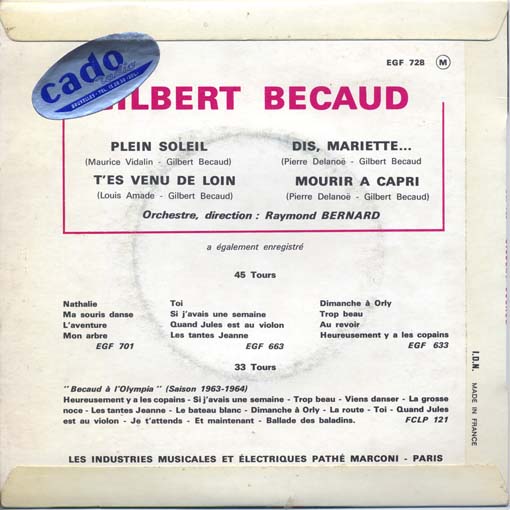 EGF 728 M
cado
BRUXELLES - TEL.
GILBERT BECAUD
PLEIN SOLEIL
(Maurice Vidalin - Gilbert Becaud)
DIS, MARIETTE...
(Pierre Delanoë - Gilbert Becaud
T'ES VENU DE LOIN
(Louis Amade - Gilbert Becaud)
MOURIR A CAPRI
(Pierre Delanoë - Gilbert Becaud)
Orchestre, direction : Raymond BERNARD
a également enregistré
45 Tours
Nathalie
Ma souris danse
L'aventure
Mon arbre
EGF 701
Toi
Si j'avais une semaine
Quand Jules est au violon
Les tantes Jeanne
EGF 663
Dimanche à Orly
Trop beau
Au revoir
Heureusement y a les copains
EGF 633
33 Tours
"Becaud à l'Olympia" (Saison 1963-1964)
Heureusement y a les copains - Si j'avais une semaine - Trop beau - Viens danser - La grosse
noce - Les tantes Jeanne - Le bateau blanc - Dimanche à Orly - La route - Toi - Quand Jules
est au violon - Je t'attends - Et maintenant - Ballade des baladins. FCLP 121
LES INDUSTRIES MUSICALES ET ÉLECTRIQUES PATHÉ MARCONI - PARIS
I.D.N. MADE IN FRANCE